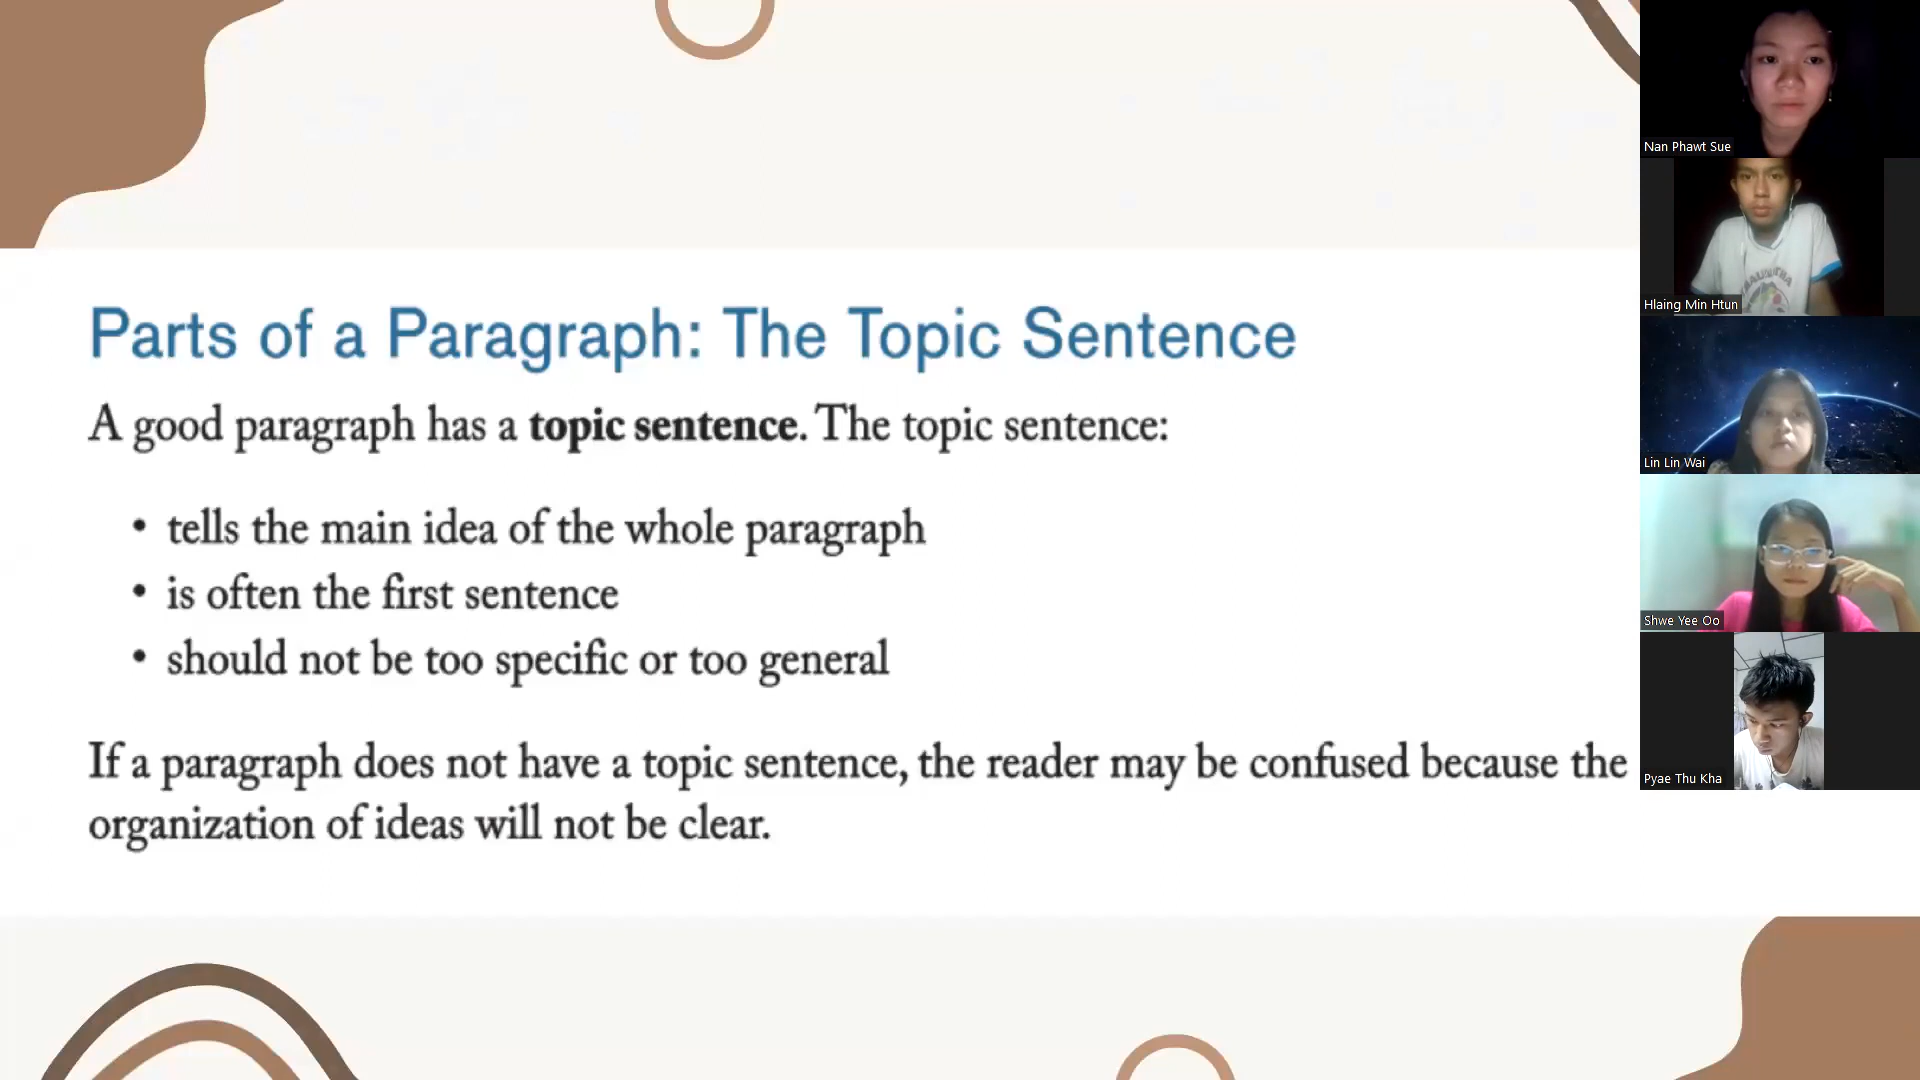 Parts of a Paragraph: The Topic Sentence
A good paragraph has a topic sentence. The topic sentence:
• tells the main idea of the whole paragraph
• is often the first sentence
• should not be too specific or too general
If a paragraph does not have a topic sentence, the reader may be confused because the
organization of ideas will not be clear.
Nan Phawt Sue
Hlaing Min Htun
Lin Lin Wai
Shwe Yee Oo
Pyae Thu Kha